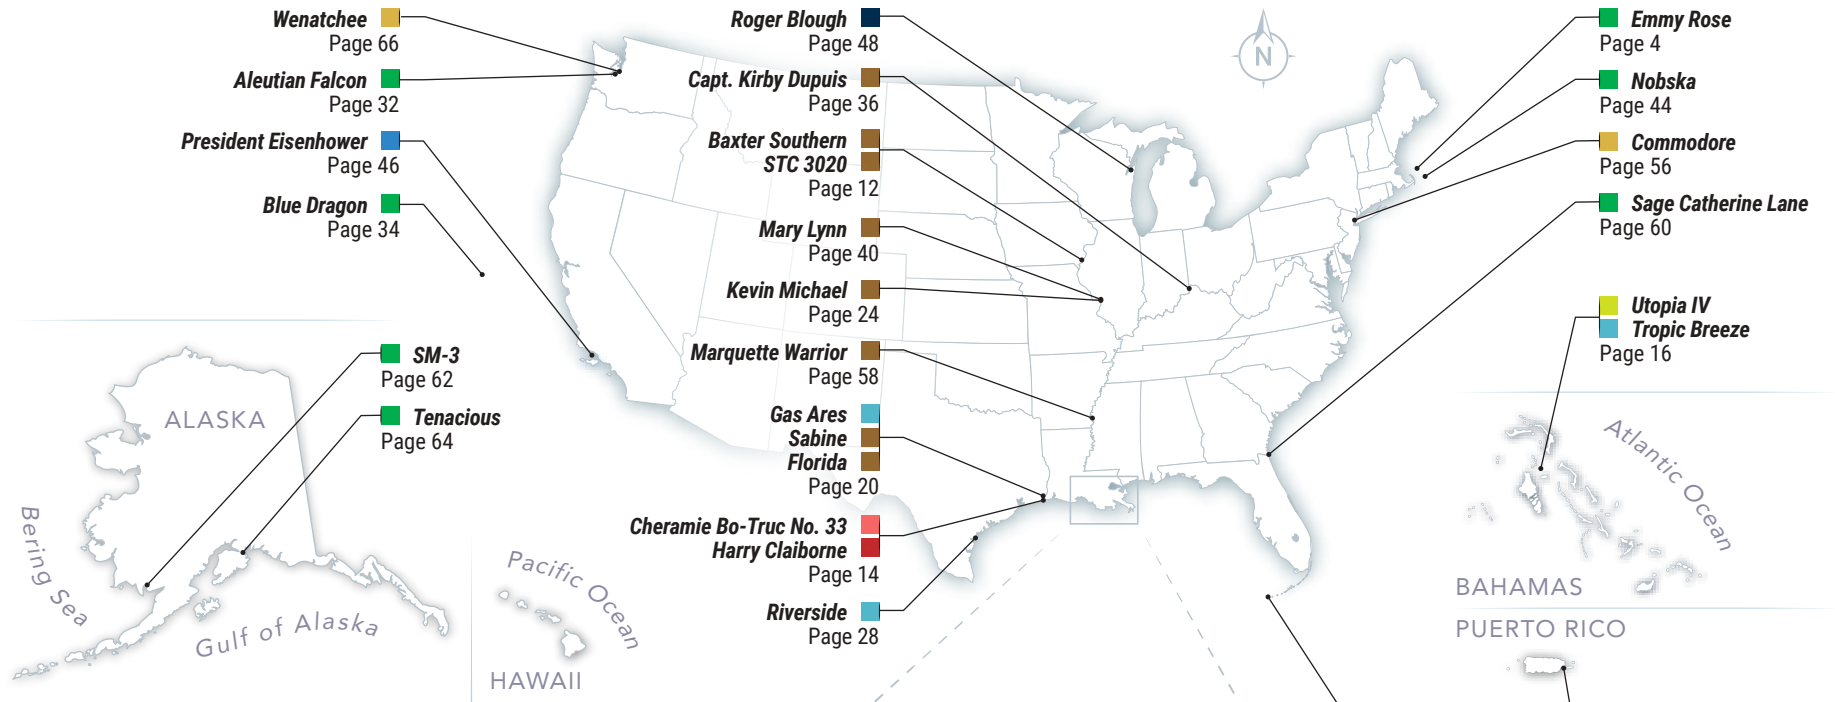 Wenatchee
Page 66
Aleutian Falcon
Page 32
President Eisenhower
Page 46
Blue Dragon
Page 34
SM-3
Page 62
Tenacious
Page 64
ALASKA
Bering Sea
Gulf of Alaska
Pacific Ocean
HAWAII
Roger Blough
Page 48
Capt. Kirby Dupuis
Page 36
Baxter Southern
STC 3020
Page 12
Mary Lynn
Page 40
Kevin Michael
Page 24
Marquette Warrior
Page 58
Gas Ares
Sabine
Florida
Page 20
Cheramie Bo-Truc No. 33
Harry Claiborne
Page 14
Riverside
Page 28
N
Emmy Rose
Page 4
Nobska
Page 44
Commodore
Page 56
Sage Catherine Lane
Page 60
Utopia IV
Tropic Breeze
Page 16
Atlantic Ocean
BAHAMAS
PUERTO RICO